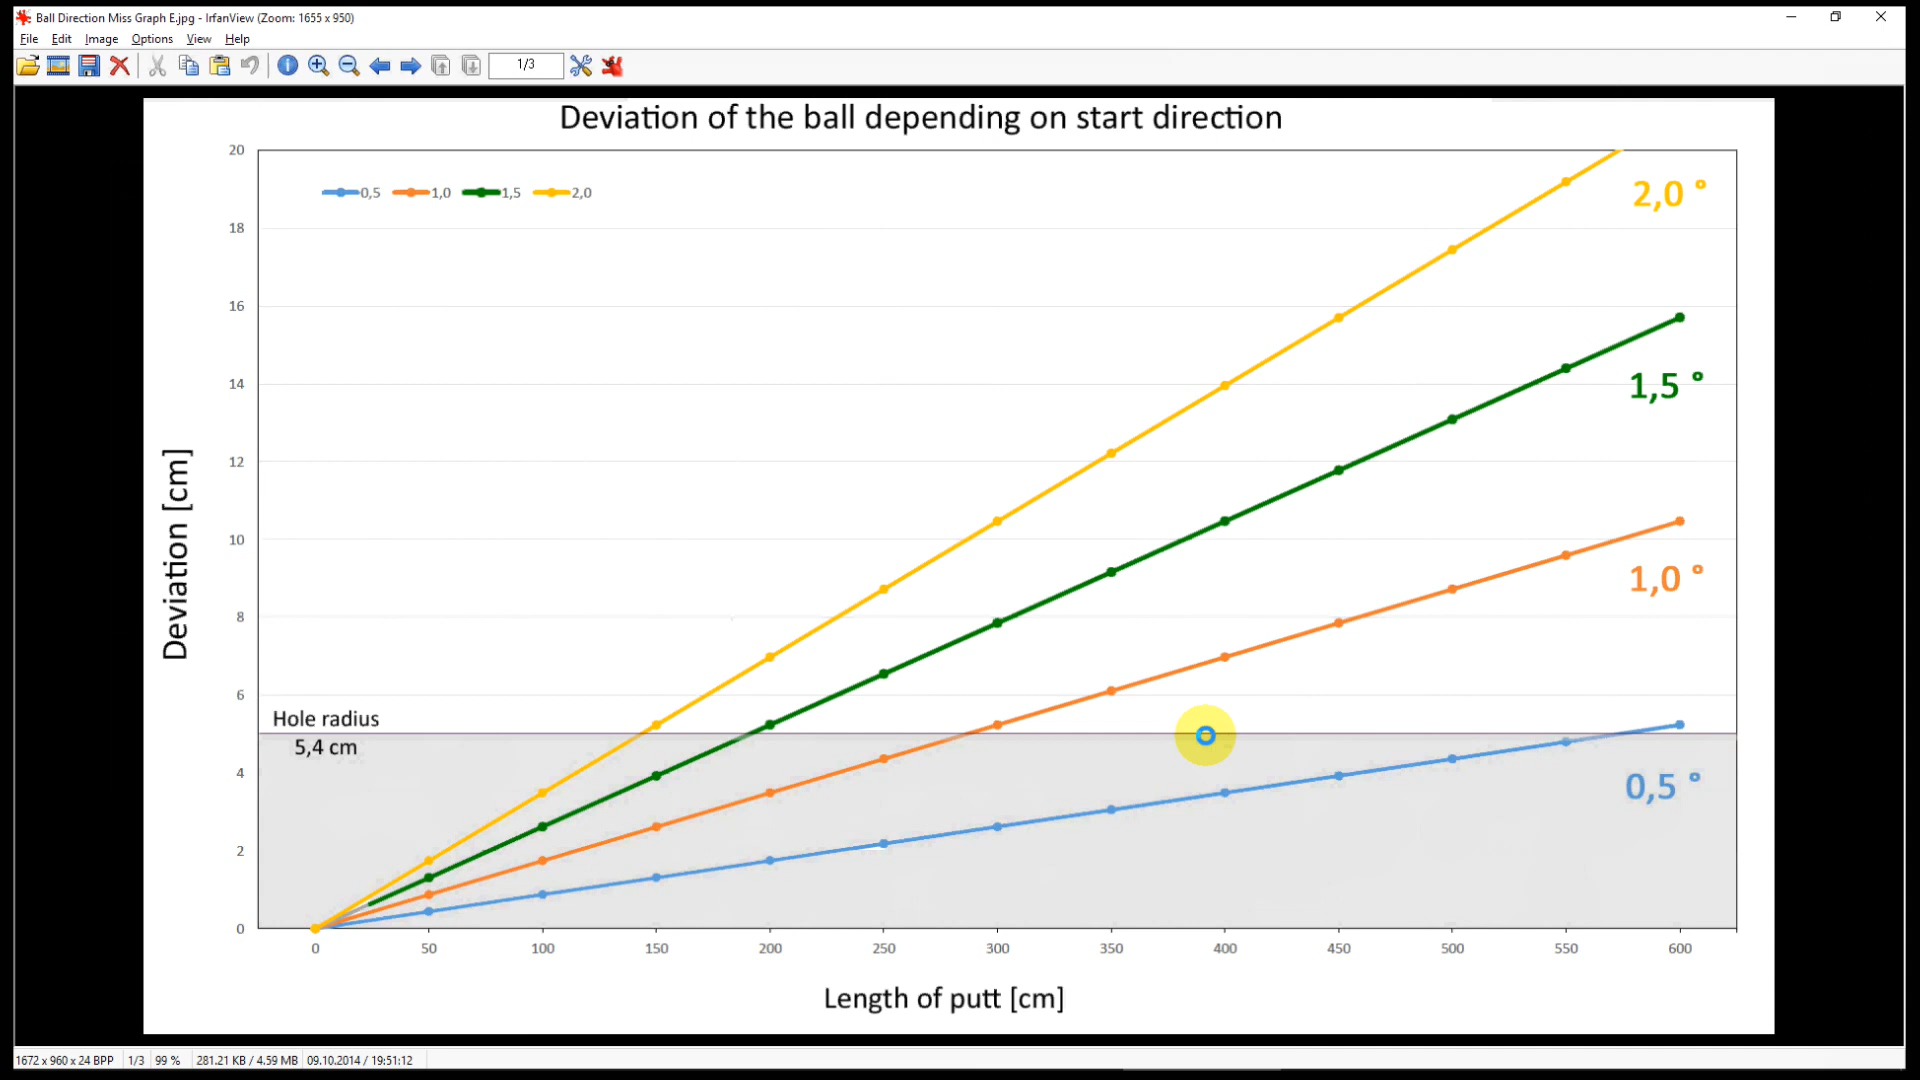 Ball Direction Miss Graph E.jpg - IrfanView (Zoom: 1655 x 950)
File Edit Image Options View Help
1/3
Deviation of the ball depending on start direction
0,5 1,0 1,5 2,0
20
18
16
14
12
10
8
6
4
2
0
Deviation [cm]
2,0 °
1,5 °
1,0 °
0,5 °
Hole radius
5,4 cm
0 50 100 150 200 250 300 350 400 450 500 550 600
Length of putt [cm]
1672 x 960 x 24 BPP 1/3 99 % 281.21 KB / 4.59 MB 09.10.2014 / 19:51:12